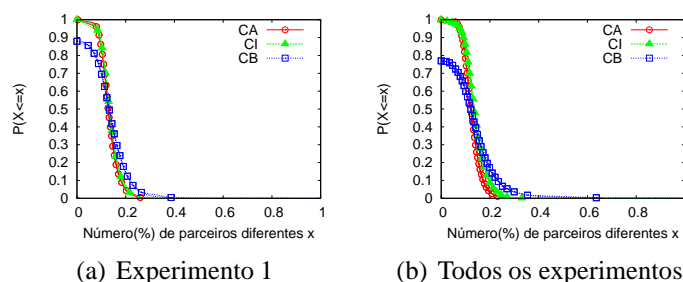 1
0.9
0.8
0.7
0.6
0.5
0.4
0.3
0.2
0.1
0
P(X<=x)
0 0.2 0.4 0.6 0.8 1
Número(%) de parceiros diferentes x
CA
CI
CB
(a) Experimento 1
1
0.9
0.8
0.7
0.6
0.5
0.4
0.3
0.2
0.1
0
P(X<=x)
0 0.2 0.4 0.6 0.8
Número(%) de parceiros diferentes x
CA
CI
CB
(b) Todos os experimentos